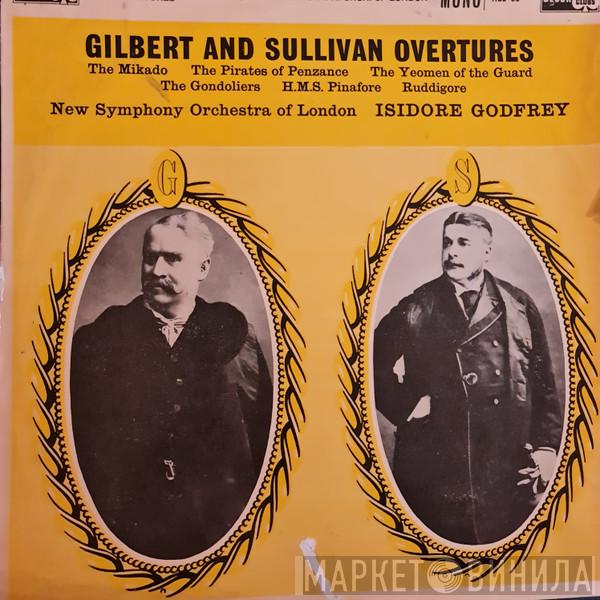 MONO
GILBERT AND SULLIVAN OVERTURES
The Mikado The Pirates of Penzance The Yeomen of the Guard
The Gondoliers H.M.S. Pinafore Ruddigore
New Symphony Orchestra of London ISIDORE GODFREY
G S
МАРКЕТ ВИНИЛА